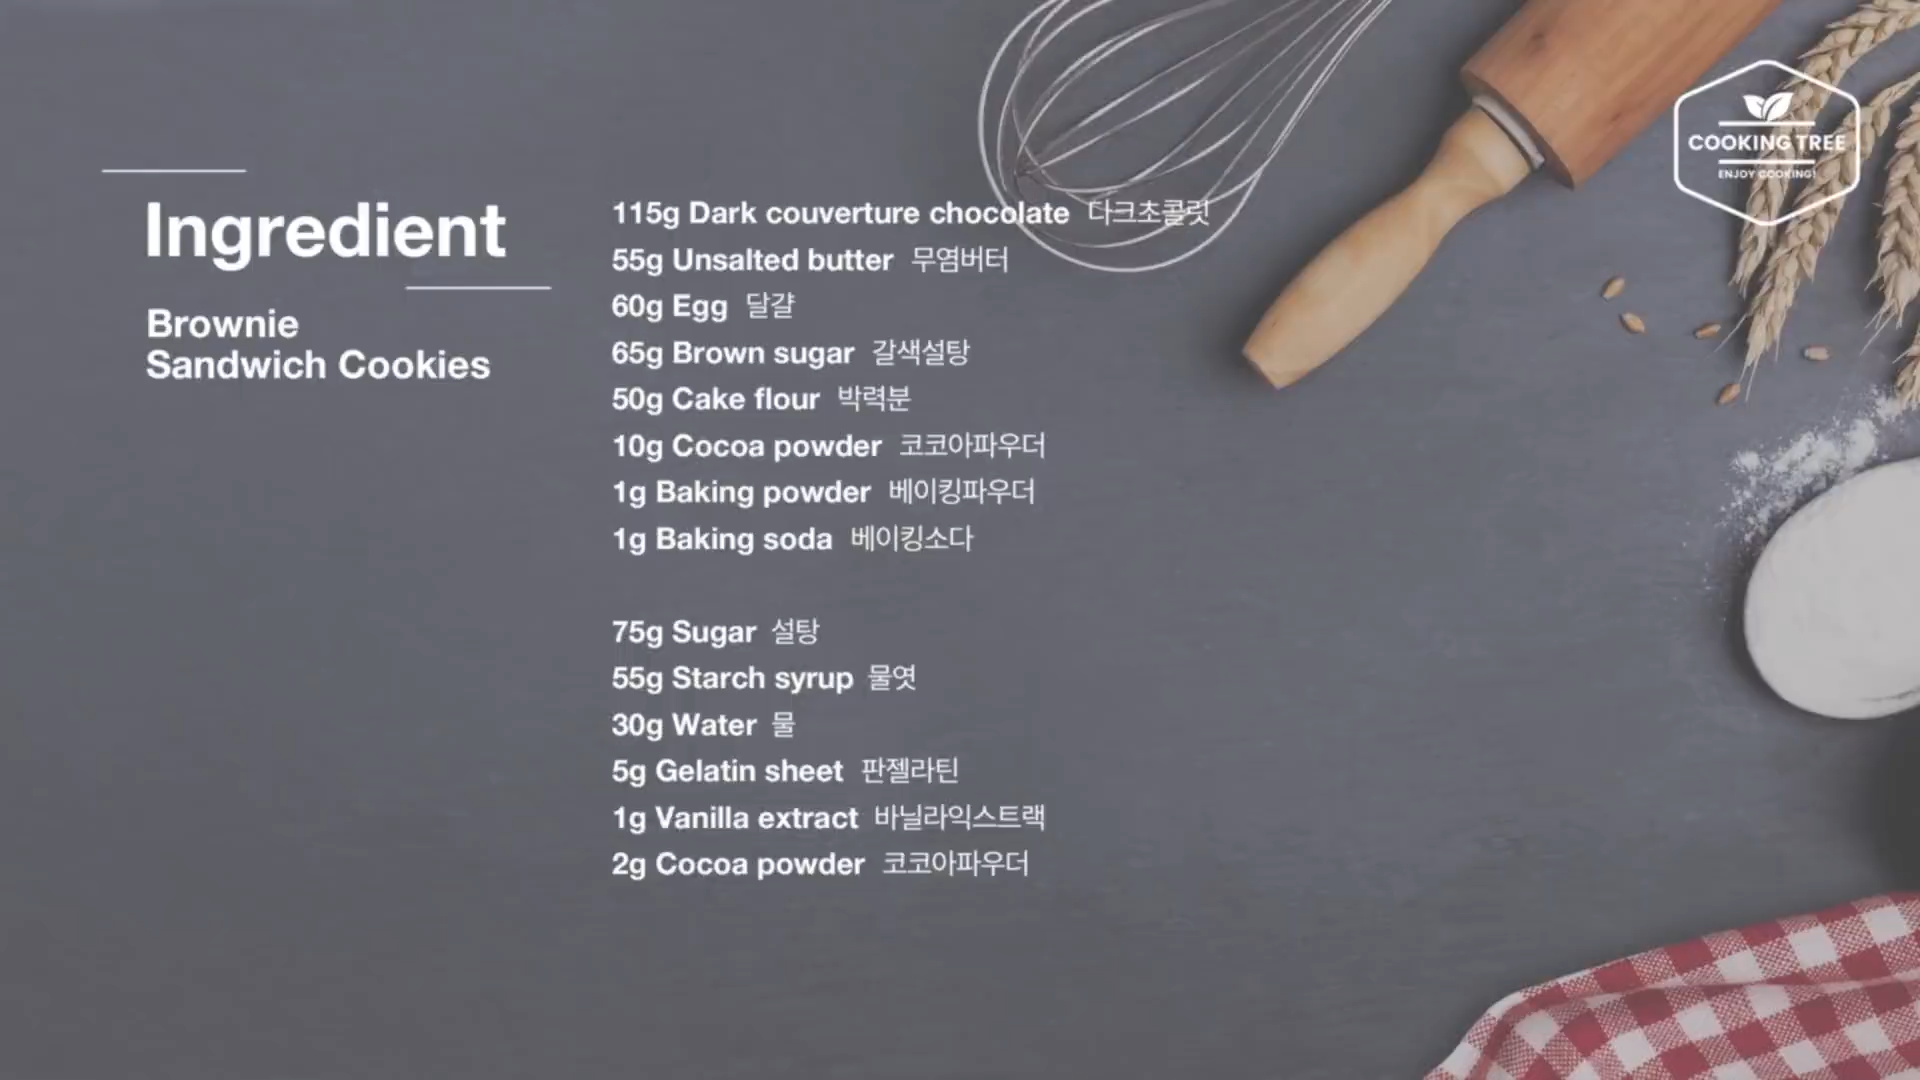 Ingredient
Brownie
Sandwich Cookies
115g Dark couverture chocolate 다크초콜릿
55g Unsalted butter 무염버터
60g Egg 달걀
65g Brown sugar 갈색설탕
50g Cake flour 박력분
10g Cocoa powder 코코아파우더
1g Baking powder 베이킹파우더
1g Baking soda 베이킹소다
75g Sugar 설탕
55g Starch syrup 물엿
30g Water 물
5g Gelatin sheet 판젤라틴
1g Vanilla extract 바닐라익스트랙
2g Cocoa powder 코코아파우더
COOKING TREE
ENJOY COOKING!